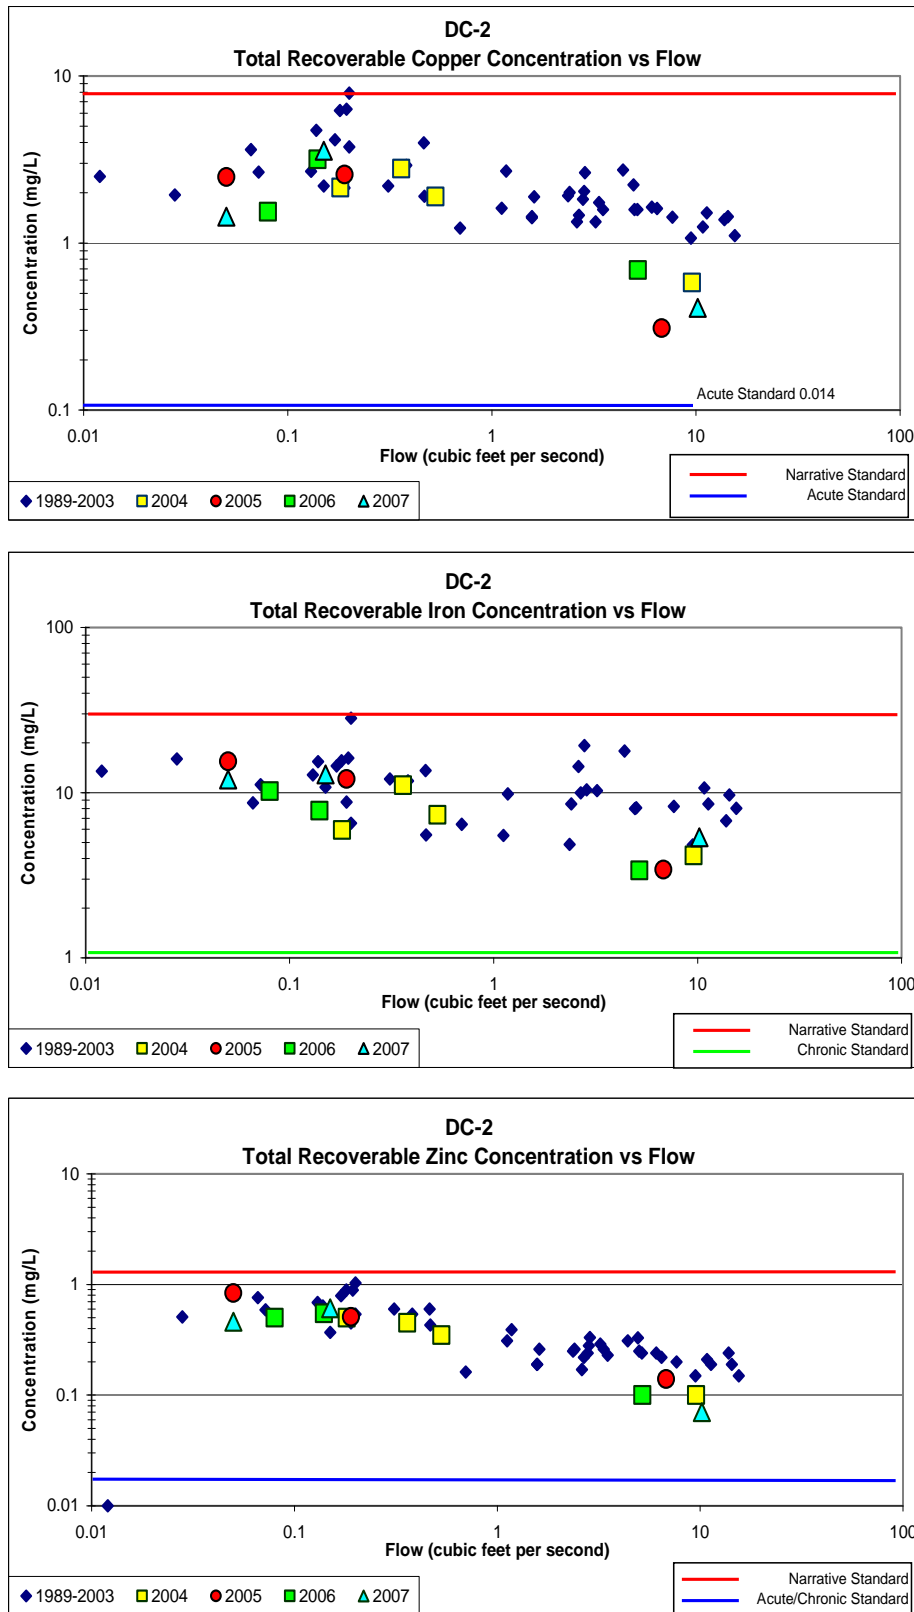 DC-2
Total Recoverable Copper Concentration vs Flow
10
1
0.1
Concentration (mg/L)
Acute Standard 0.014
0.01 0.1 1 10 100
Flow (cubic feet per second)
Narrative Standard
Acute Standard
1989-2003 2004 2005 2006 2007
DC-2
Total Recoverable Iron Concentration vs Flow
100
10
1
Concentration (mg/L)
0.01 0.1 1 10 100
Flow (cubic feet per second)
Narrative Standard
Chronic Standard
1989-2003 2004 2005 2006 2007
DC-2
Total Recoverable Zinc Concentration vs Flow
10
1
0.1
0.01
Concentration (mg/L)
0.01 0.1 1 10 100
Flow (cubic feet per second)
Narrative Standard
Acute/Chronic Standard
1989-2003 2004 2005 2006 2007